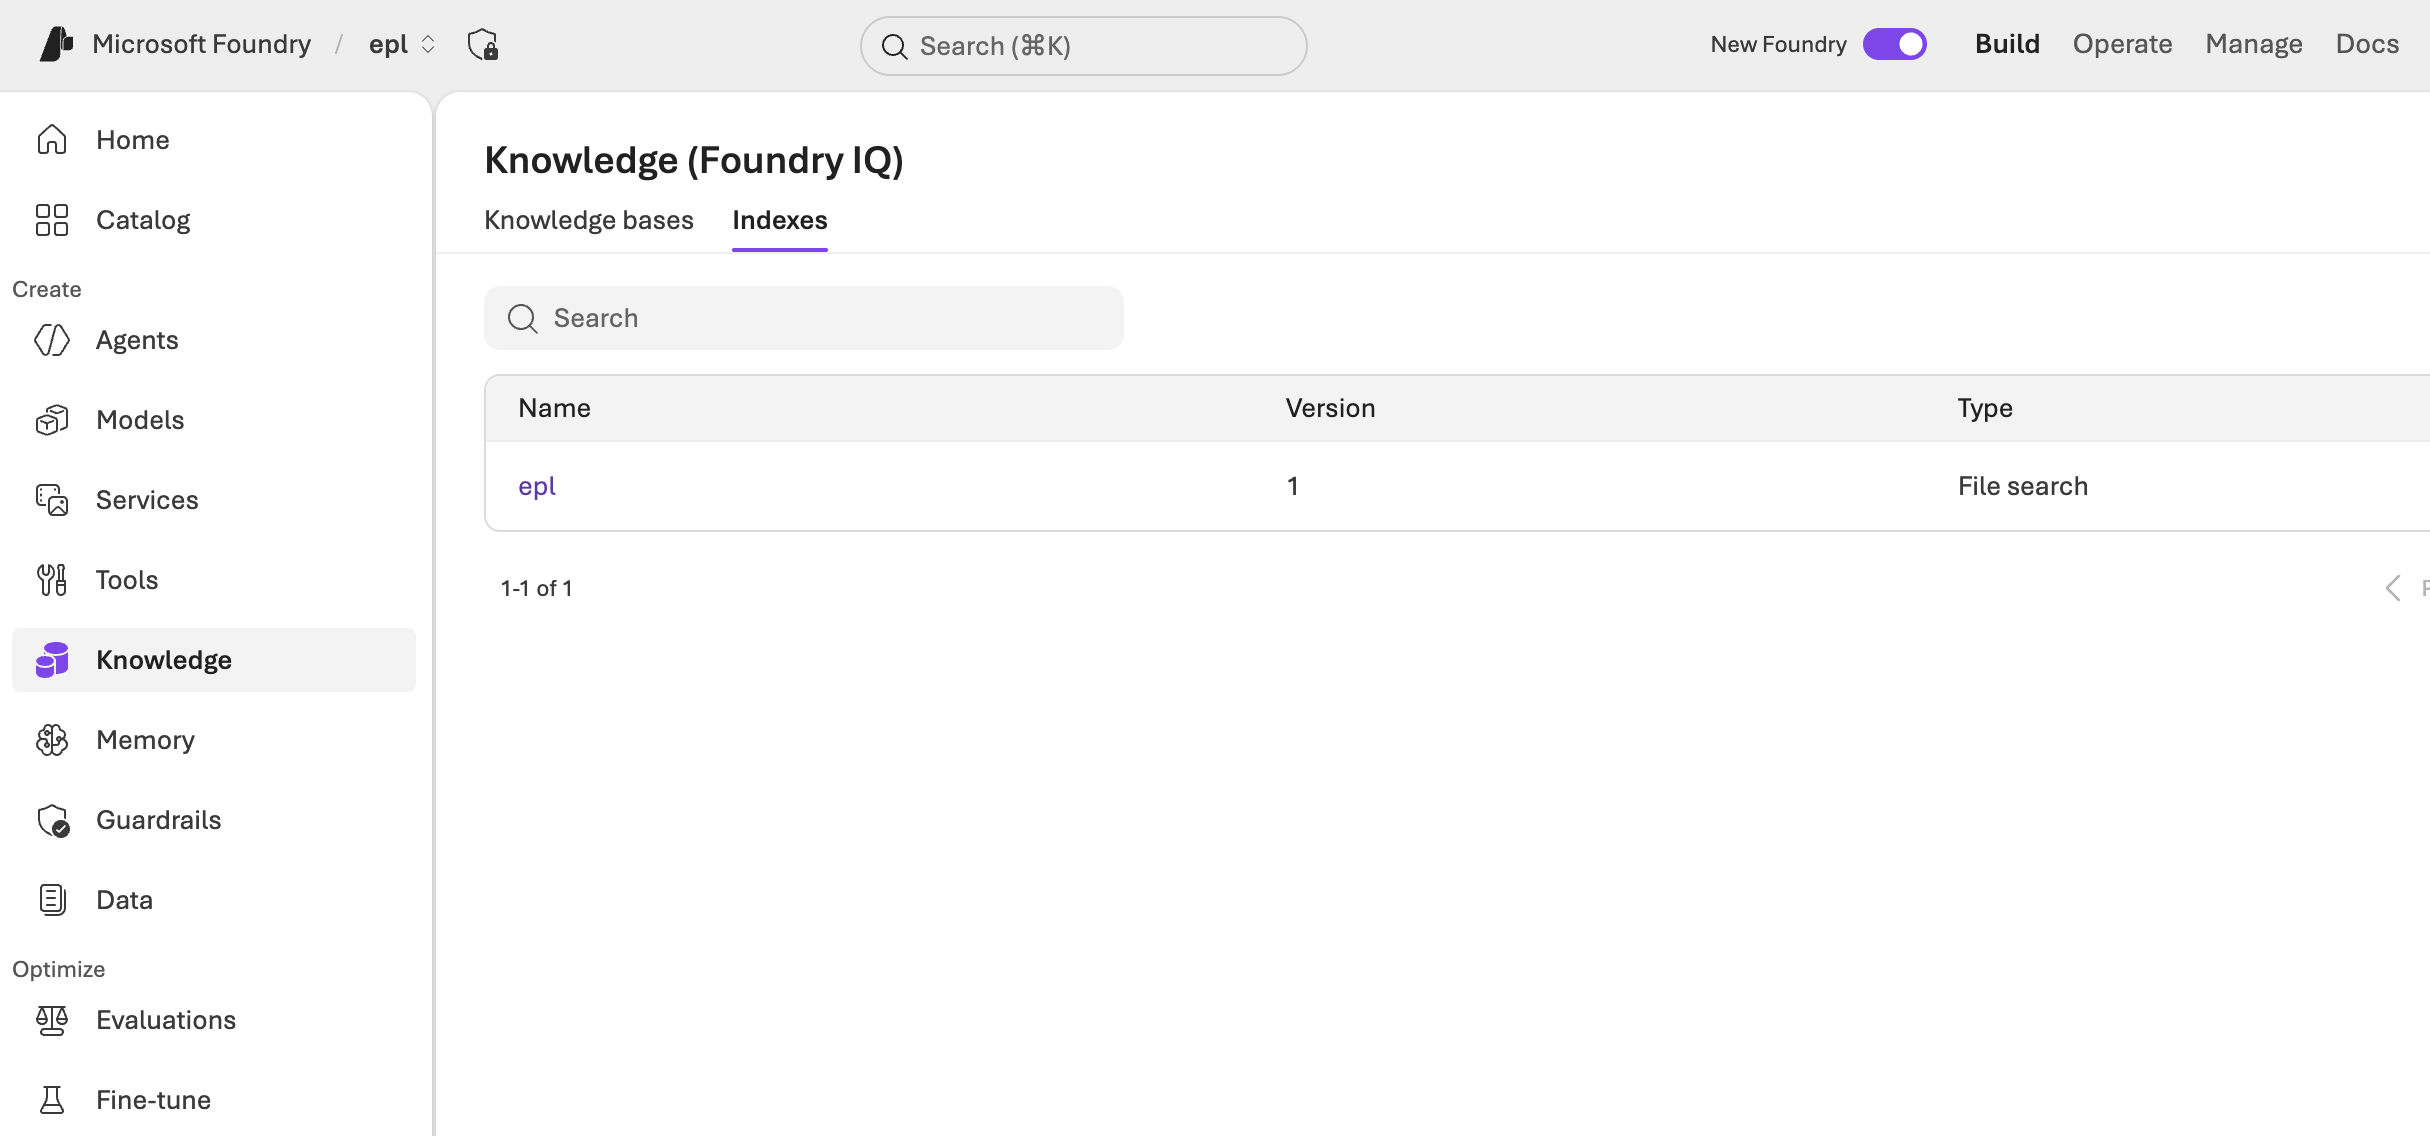 Microsoft Foundry / epl
Search (⌘K)
New Foundry
Build
Operate
Manage
Docs
Home
Catalog
Create
Agents
Models
Services
Tools
Knowledge
Memory
Guardrails
Data
Optimize
Evaluations
Fine-tune
Knowledge (Foundry IQ)
Knowledge bases
Indexes
Search
Name Version Type
epl 1 File search
1-1 of 1